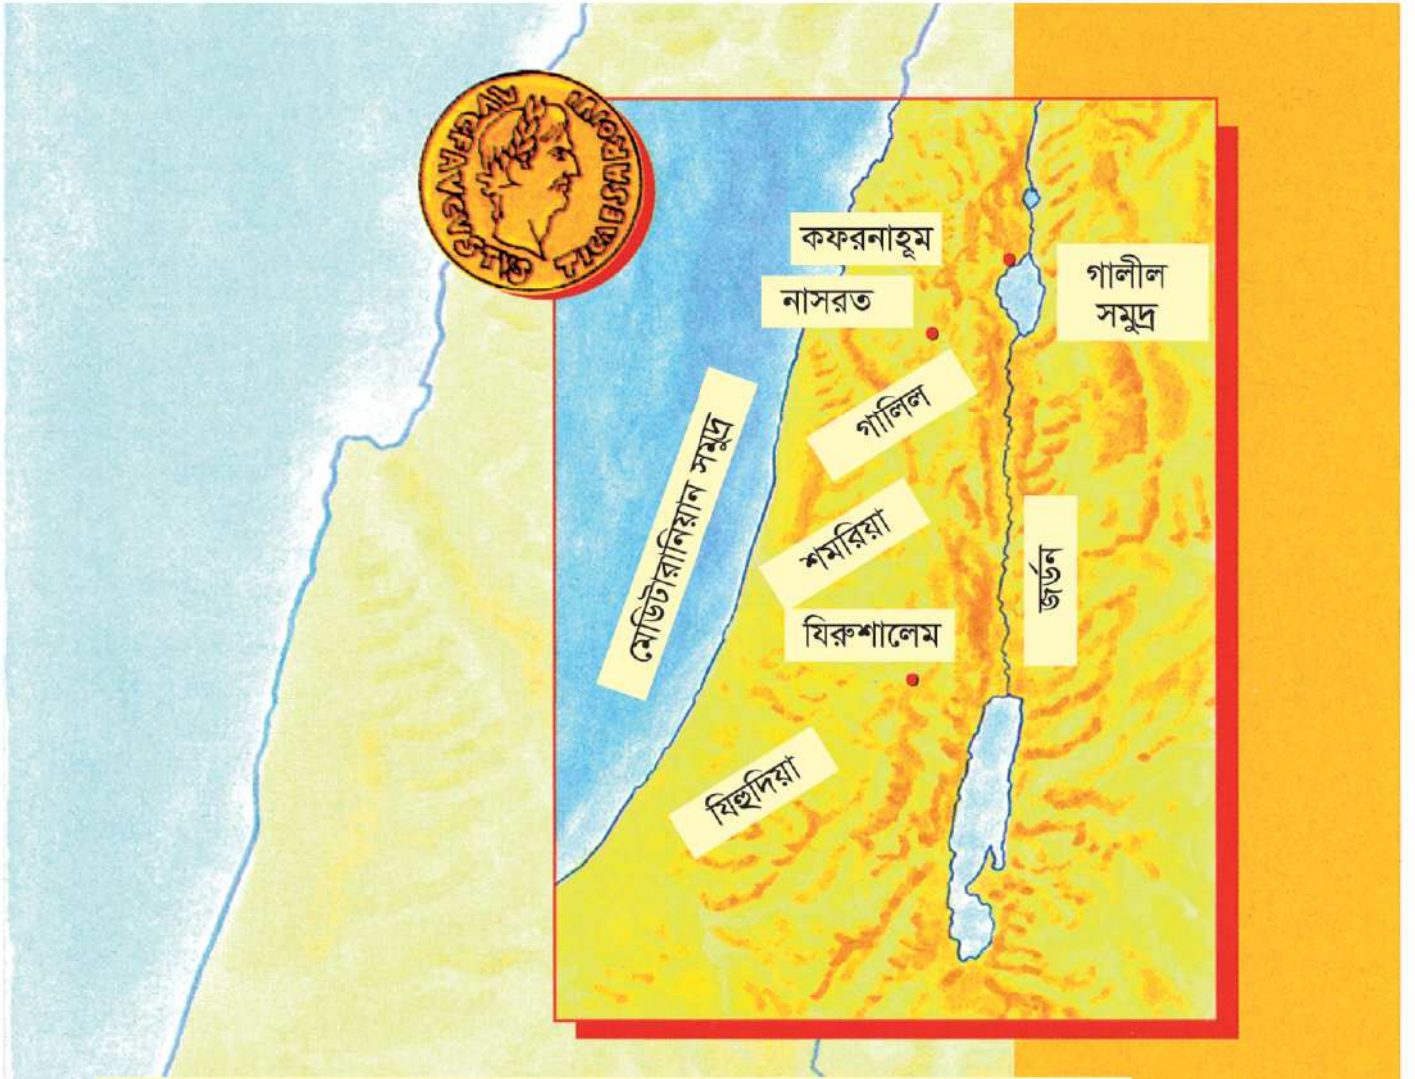 কফরনাহূম
নাসরত
গালীল
সমুদ্র
গালিল
মেডিটারানিয়ান সমুদ্র
শমরিয়া
জর্ডন
যিরুশালেম
যিহুদিয়া